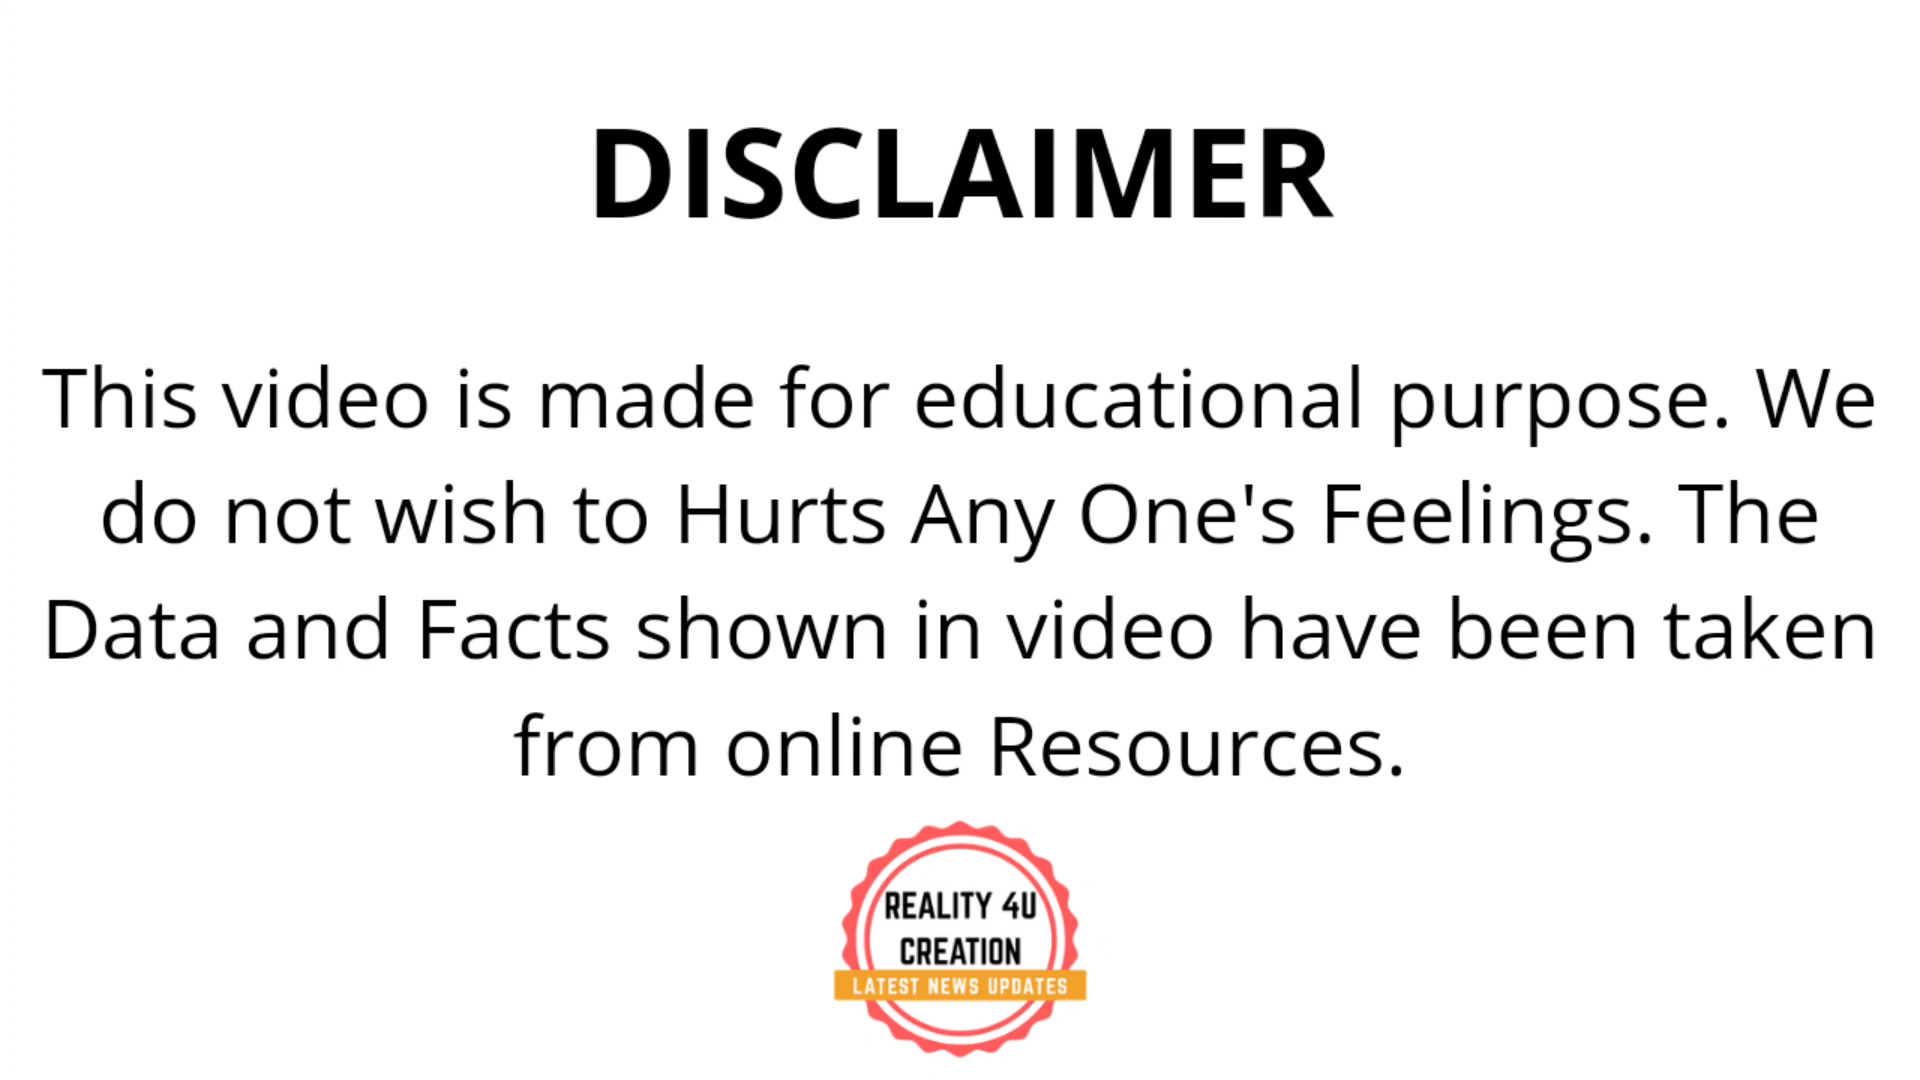 DISCLAIMER
This video is made for educational purpose. We
do not wish to Hurts Any One's Feelings. The
Data and Facts shown in video have been taken
from online Resources.
REALITY 4U
CREATION
LATEST NEWS UPDATES